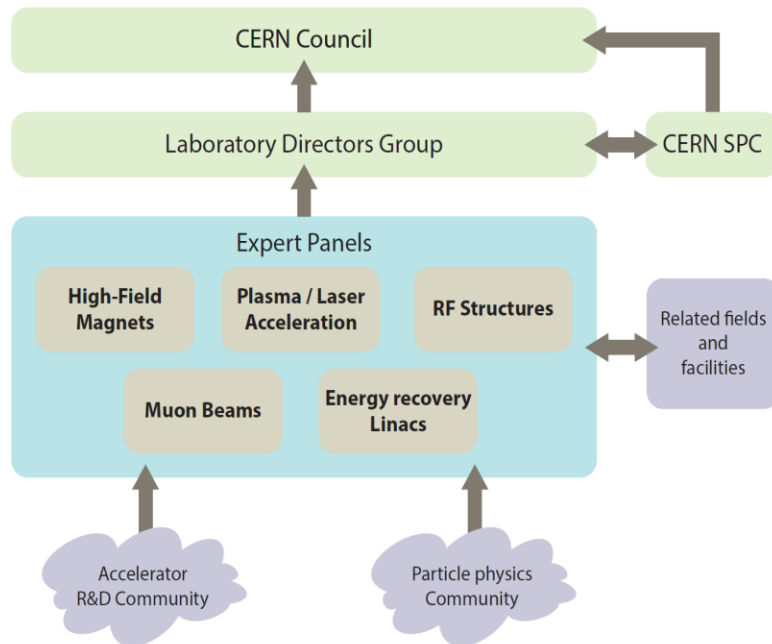 CERN Council
Laboratory Directors Group
CERN SPC
Expert Panels
High-Field
Magnets
Plasma / Laser
Acceleration
RF Structures
Muon Beams
Energy recovery
Linacs
Related fields
and
facilities
Accelerator
R&D Community
Particle physics
Community